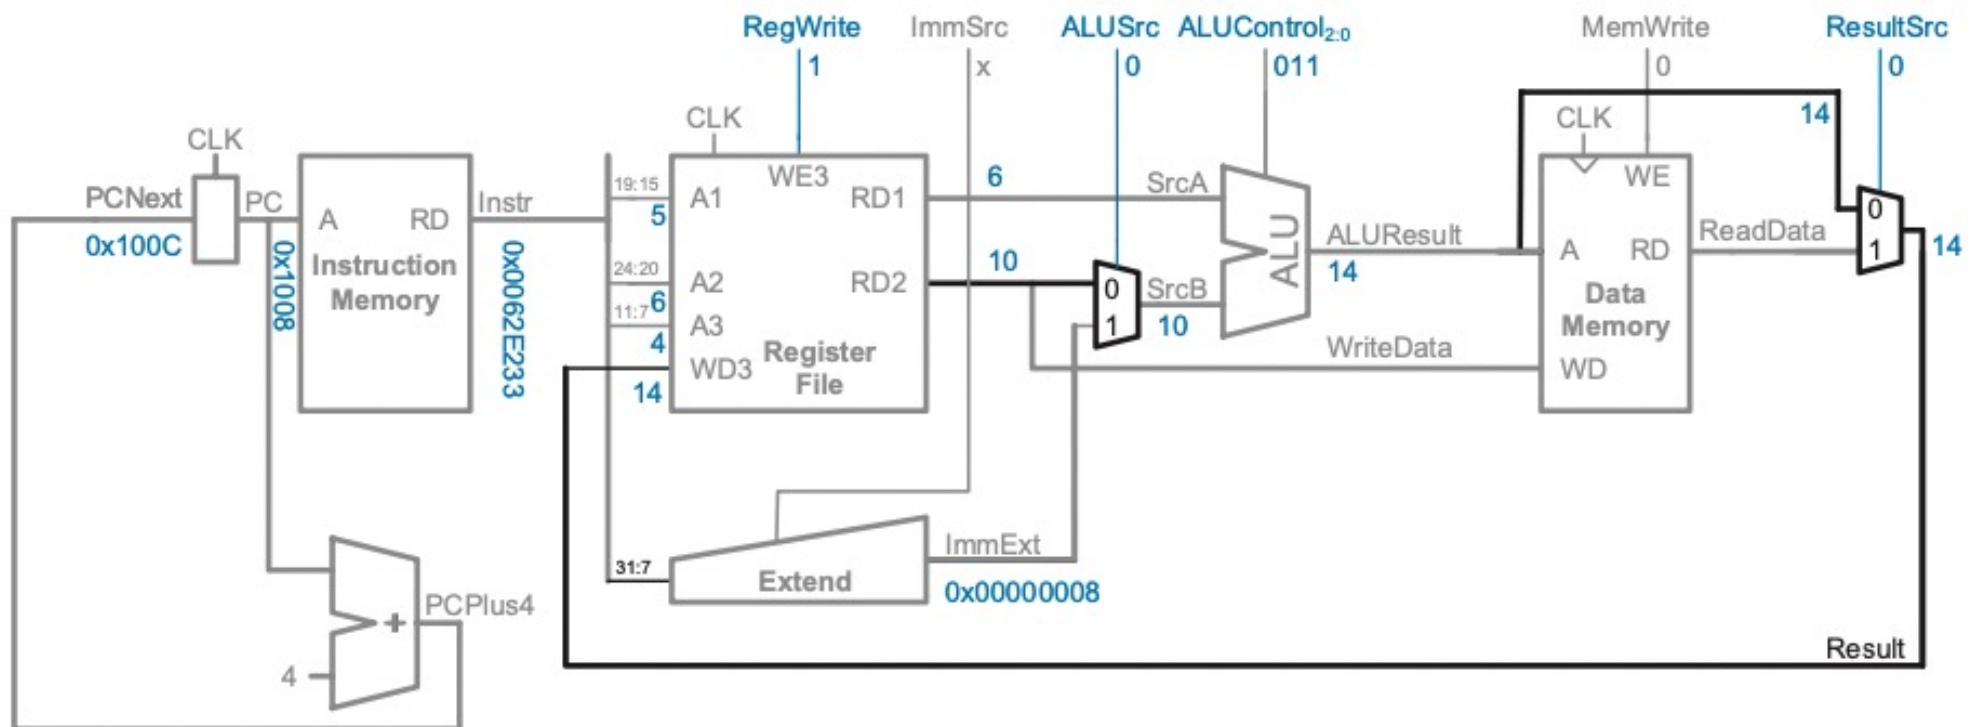 RegWrite
ImmSrc
ALUSrc
ALUControl2:0
MemWrite
ResultSrc
1
x
0
011
0
0
CLK
CLK
CLK
14
PCNext
PC
0x100C
0x1008
A
RD
Instruction
Memory
Instr
0x0062E233
19:15
5
24:20
6
11:7
4
14
A1
A2
A3
WD3
WE3
RD1
RD2
Register
File
6
10
0
1
SrcA
SrcB
10
ALU
ALUResult
14
WriteData
WE
A
RD
Data
Memory
WD
ReadData
0
1
14
31:7
Extend
ImmExt
0x00000008
PCPlus4
+
4
Result